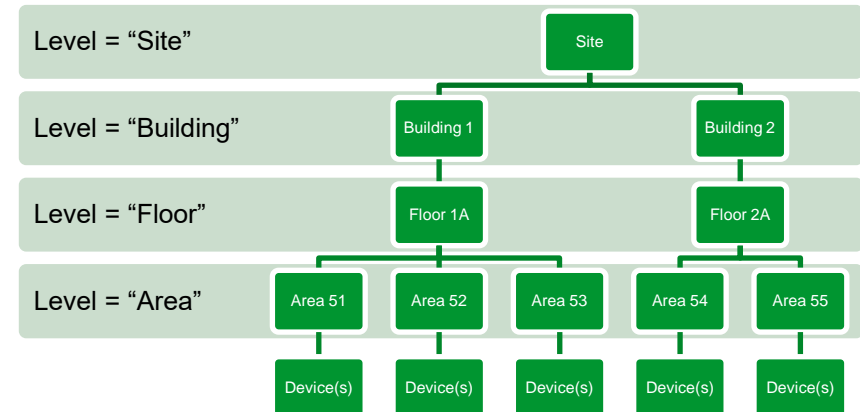 Level = “Site”
Site
Level = “Building”
Building 1
Building 2
Level = “Floor”
Floor 1A
Floor 2A
Level = “Area”
Area 51
Area 52
Area 53
Area 54
Area 55
Device(s)
Device(s)
Device(s)
Device(s)
Device(s)